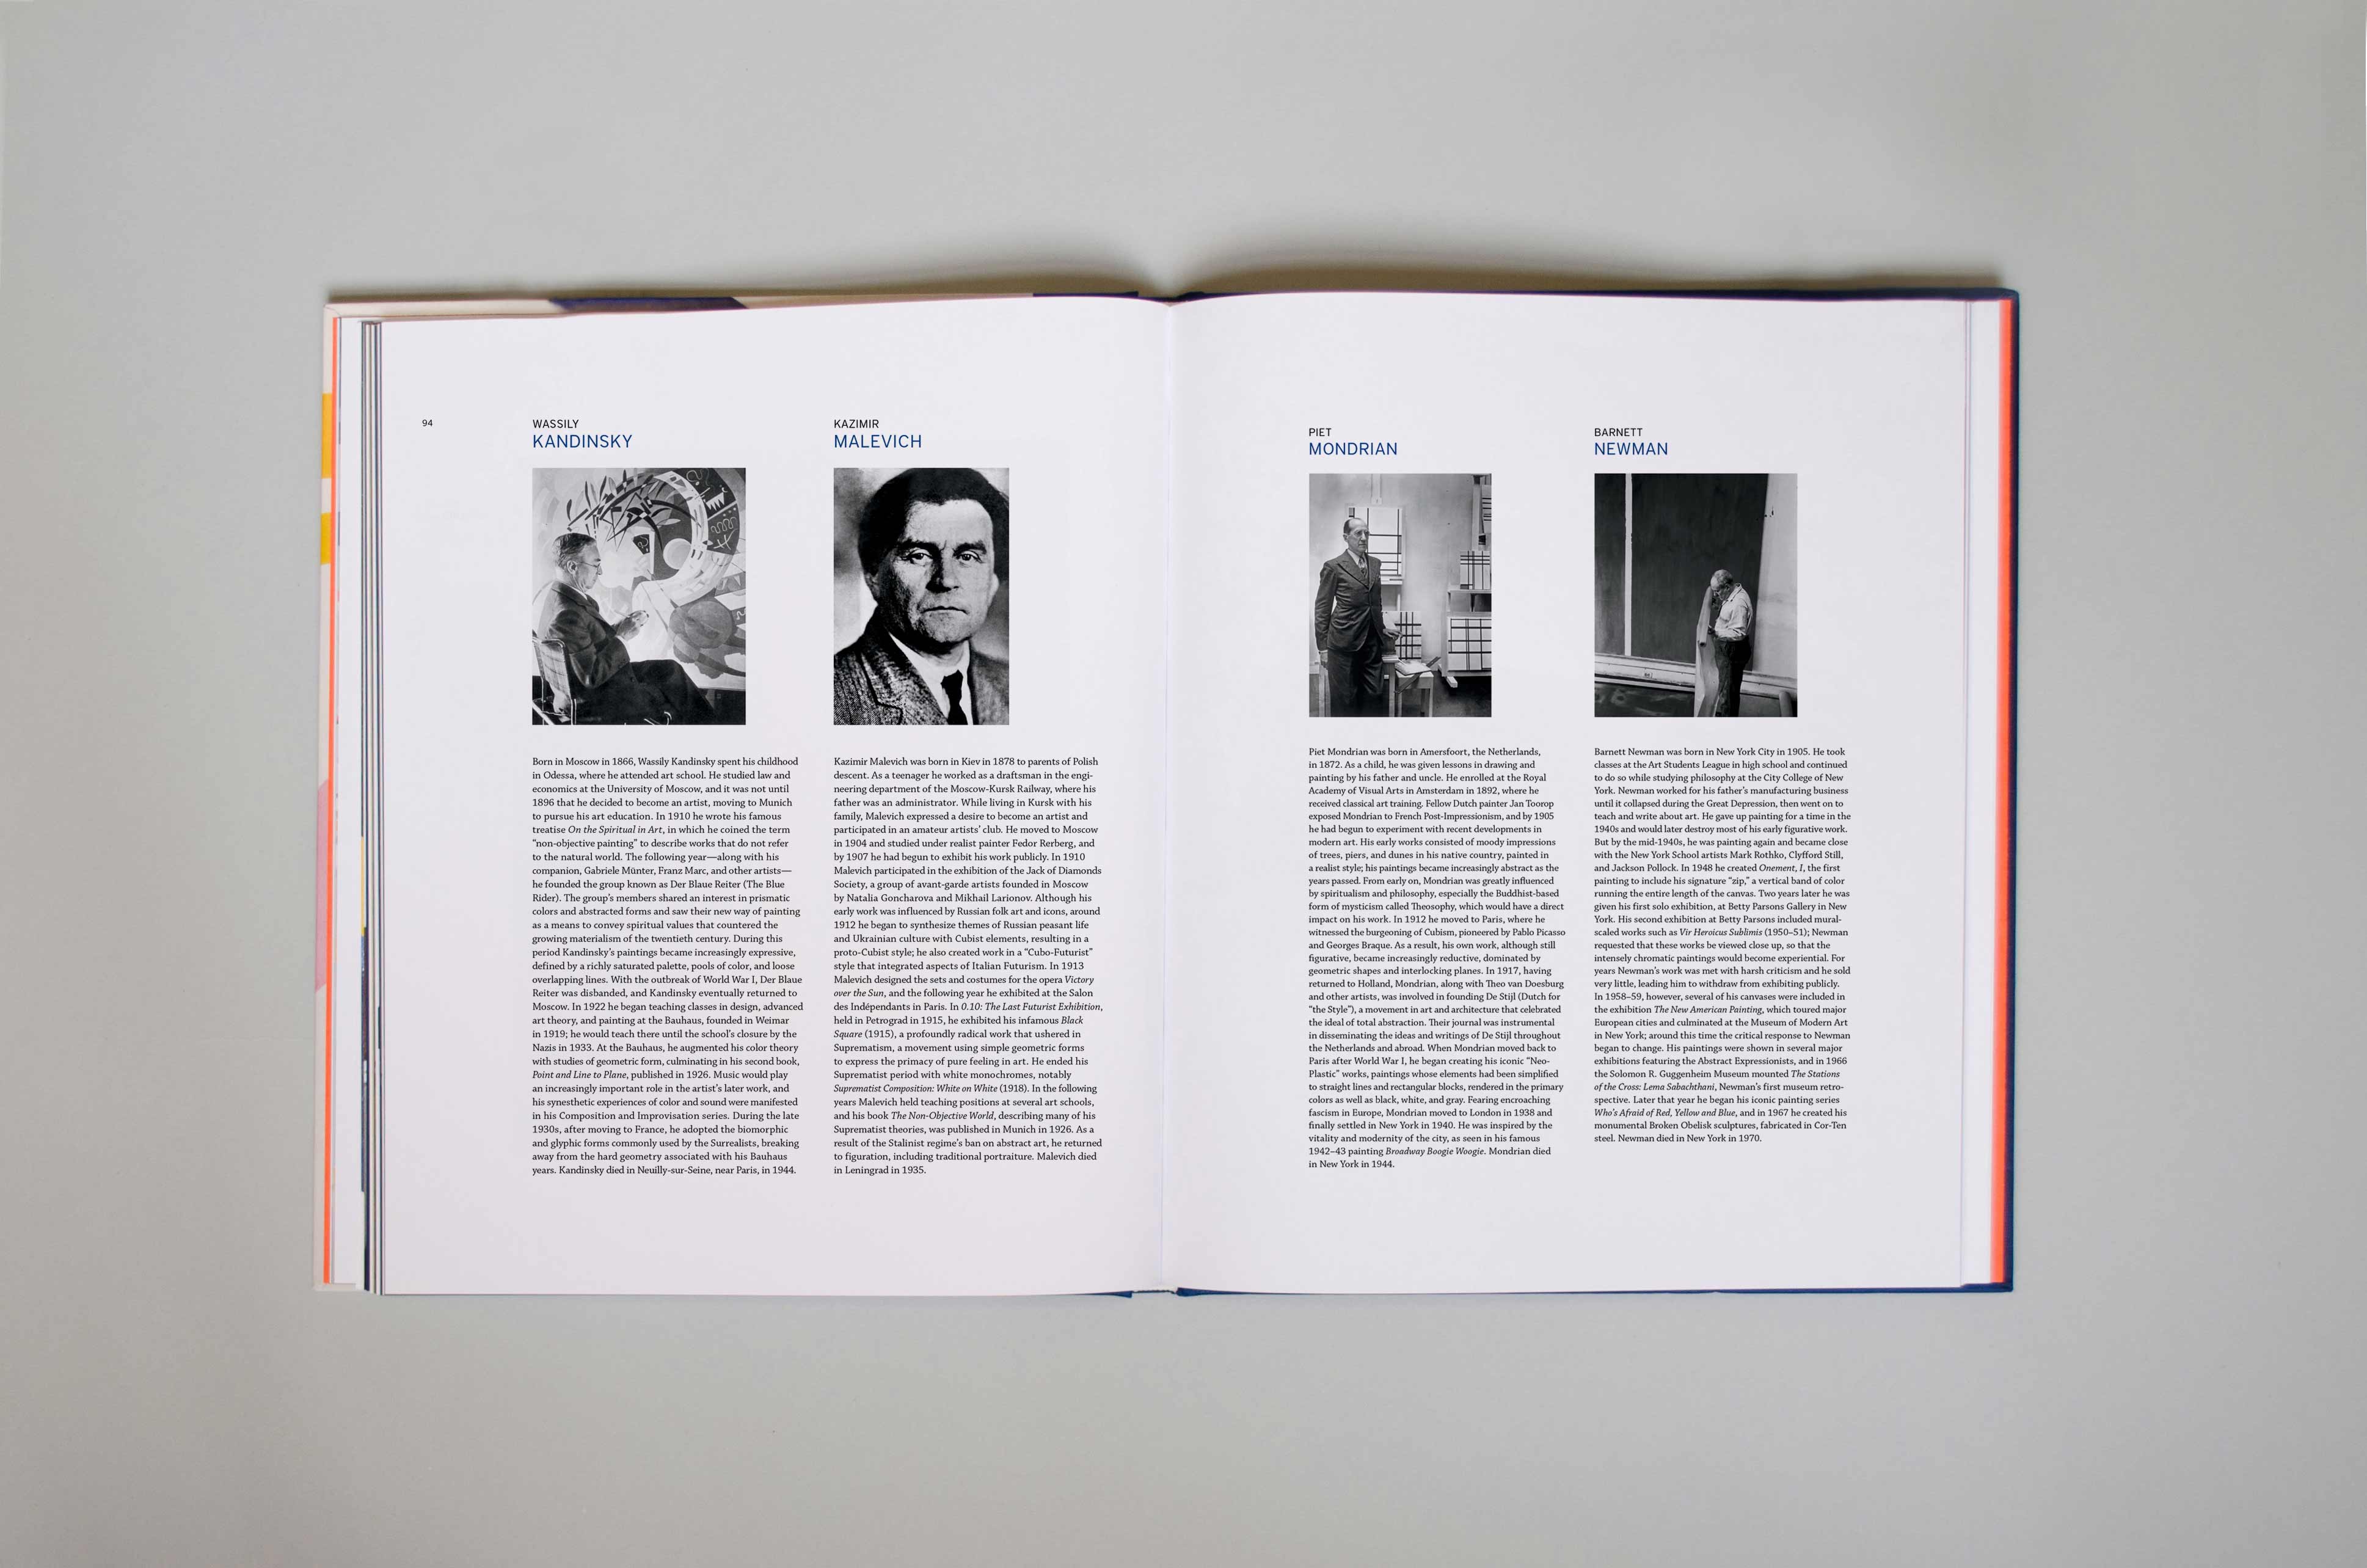 94
WASSILY
KANDINSKY
Born in Moscow in 1866, Wassily Kandinsky spent his childhood
in Odessa, where he attended art school. He studied law and
economics at the University of Moscow, and it was not until
1896 that he decided to become an artist, moving to Munich
to pursue his art education. In 1910 he wrote his famous
treatise On the Spiritual in Art, in which he coined the term
“non-objective painting” to describe works that do not refer
to the natural world. The following year—along with his
companion, Gabriele Münter, Franz Marc, and other artists—
he founded the group known as Der Blaue Reiter (The Blue
Rider). The group’s members shared an interest in prismatic
colors and abstracted forms and saw their new way of painting
as a means to convey spiritual values that countered the
growing materialism of the twentieth century. During this
period Kandinsky’s paintings became increasingly expressive,
defined by a richly saturated palette, pools of color, and loose
overlapping lines. With the outbreak of World War I, Der Blaue
Reiter was disbanded, and Kandinsky eventually returned to
Moscow. In 1922 he began teaching classes in design, advanced
art theory, and painting at the Bauhaus, founded in Weimar
in 1919; he would teach there until the school’s closure by the
Nazis in 1933. At the Bauhaus, he augmented his color theory
with studies of geometric form, culminating in his second book,
Point and Line to Plane, published in 1926. Music would play
an increasingly important role in the artist’s later work, and
his synesthetic experiences of color and sound were manifested
in his Composition and Improvisation series. During the late
1930s, after moving to France, he adopted the biomorphic
and glyphic forms commonly used by the Surrealists, breaking
away from the hard geometry associated with his Bauhaus
years. Kandinsky died in Neuilly-sur-Seine, near Paris, in 1944.
KAZIMIR
MALEVICH
Kazimir Malevich was born in Kiev in 1878 to parents of Polish
descent. As a teenager he worked as a draftsman in the engi-
neering department of the Moscow-Kursk Railway, where his
father was an administrator. While living in Kursk with his
family, Malevich expressed a desire to become an artist and
participated in an amateur artists’ club. He moved to Moscow
in 1904 and studied under realist painter Fedor Rerberg, and
by 1907 he had begun to exhibit his work publicly. In 1910
Malevich participated in the exhibition of the Jack of Diamonds
Society, a group of avant-garde artists founded in Moscow
by Natalia Goncharova and Mikhail Larionov. Although his
early work was influenced by Russian folk art and icons, around
1912 he began to synthesize themes of Russian peasant life
and Ukrainian culture with Cubist elements, resulting in a
proto-Cubist style; he also created work in a “Cubo-Futurist”
style that integrated aspects of Italian Futurism. In 1913
Malevich designed the sets and costumes for the opera Victory
over the Sun, and the following year he exhibited at the Salon
des Indépendants in Paris. In 0.10: The Last Futurist Exhibition,
held in Petrograd in 1915, he exhibited his infamous Black
Square (1915), a profoundly radical work that ushered in
Suprematism, a movement using simple geometric forms
to express the primacy of pure feeling in art. He ended his
Suprematist period with white monochromes, notably
Suprematist Composition: White on White (1918). In the following
years Malevich held teaching positions at several art schools,
and his book The Non-Objective World, describing many of his
Suprematist theories, was published in Munich in 1926. As a
result of the Stalinist regime’s ban on abstract art, he returned
to figuration, including traditional portraiture. Malevich died
in Leningrad in 1935.
PIET
MONDRIAN
Piet Mondrian was born in Amersfoort, the Netherlands,
in 1872. As a child, he was given lessons in drawing and
painting by his father and uncle. He enrolled at the Royal
Academy of Visual Arts in Amsterdam in 1892, where he
received classical art training. Fellow Dutch painter Jan Toorop
exposed Mondrian to French Post-Impressionism, and by 1905
he had begun to experiment with recent developments in
modern art. His early works consisted of moody impressions
of trees, piers, and dunes in his native country, painted in
a realist style; his paintings became increasingly abstract as the
years passed. From early on, Mondrian was greatly influenced
by spiritualism and philosophy, especially the Buddhist-based
form of mysticism called Theosophy, which would have a direct
impact on his work. In 1912 he moved to Paris, where he
witnessed the burgeoning of Cubism, pioneered by Pablo Picasso
and Georges Braque. As a result, his own work, although still
figurative, became increasingly reductive, dominated by
geometric shapes and interlocking planes. In 1917, having
returned to Holland, Mondrian, along with Theo van Doesburg
and other artists, was involved in founding De Stijl (Dutch for
“the Style”), a movement in art and architecture that celebrated
the ideal of total abstraction. Their journal was instrumental
in disseminating the ideas and writings of De Stijl throughout
the Netherlands and abroad. When Mondrian moved back to
Paris after World War I, he began creating his iconic “Neo-
Plastic” works, paintings whose elements had been simplified
to straight lines and rectangular blocks, rendered in the primary
colors as well as black, white, and gray. Fearing encroaching
fascism in Europe, Mondrian moved to London in 1938 and
finally settled in New York in 1940. He was inspired by the
vitality and modernity of the city, as seen in his famous
1942–43 painting Broadway Boogie Woogie. Mondrian died
in New York in 1944.
BARNETT
NEWMAN
Barnett Newman was born in New York City in 1905. He took
classes at the Art Students League in high school and continued
to do so while studying philosophy at the City College of New
York. Newman worked for his father’s manufacturing business
until it collapsed during the Great Depression, then went on to
teach and write about art. He gave up painting for a time in the
1940s and would later destroy most of his early figurative work.
But by the mid-1940s, he was painting again and became close
with the New York School artists Mark Rothko, Clyfford Still,
and Jackson Pollock. In 1948 he created Onement, I, the first
painting to include his signature “zip,” a vertical band of color
running the entire length of the canvas. Two years later he was
given his first solo exhibition, at Betty Parsons Gallery in New
York. His second exhibition at Betty Parsons included mural-
scaled works such as Vir Heroicus Sublimis (1950–51); Newman
requested that these works be viewed close up, so that the
intensely chromatic paintings would become experiential. For
years Newman’s work was met with harsh criticism and he sold
very little, leading him to withdraw from exhibiting publicly.
In 1958–59, however, several of his canvases were included in
the exhibition The New American Painting, which toured major
European cities and culminated at the Museum of Modern Art
in New York; around this time the critical response to Newman
began to change. His paintings were shown in several major
exhibitions featuring the Abstract Expressionists, and in 1966
the Solomon R. Guggenheim Museum mounted The Stations
of the Cross: Lema Sabachthani, Newman’s first museum retro-
spective. Later that year he began his iconic painting series
Who’s Afraid of Red, Yellow and Blue, and in 1967 he created his
monumental Broken Obelisk sculptures, fabricated in Cor-Ten
steel. Newman died in New York in 1970.